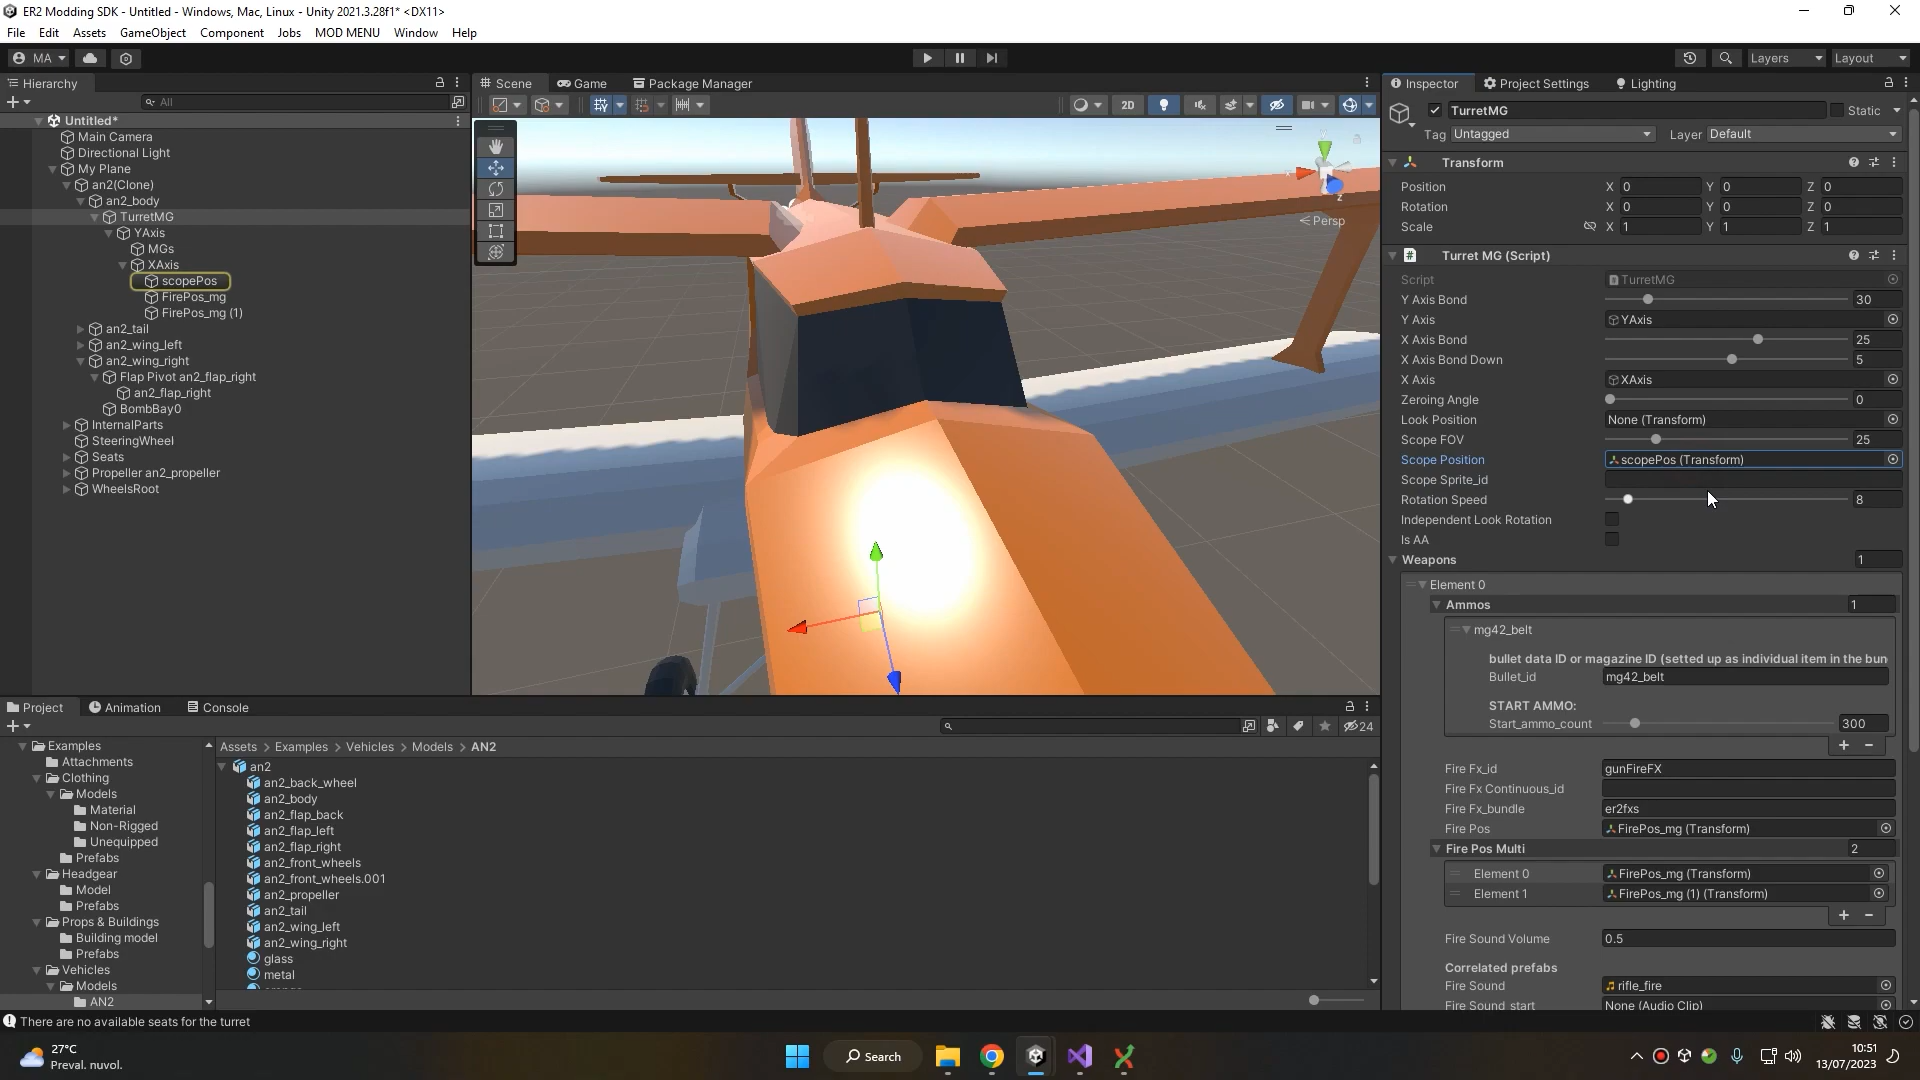 ER2 Modding SDK - Untitled - Windows, Mac, Linux - Unity 2021.3.28f1* <DX11>
File Edit Assets GameObject Component Jobs MOD MENU Window Help
MA Layers Layout
Hierarchy
All
Untitled*
Main Camera
Directional Light
My Plane
an2(Clone)
an2_body
TurretMG
YAxis
MGs
XAxis
scopePos
FirePos_mg
FirePos_mg (1)
an2_tail
an2_wing_left
an2_wing_right
Flap Pivot an2_flap_right
an2_flap_right
BombBay0
InternalParts
SteeringWheel
Seats
Propeller an2_propeller
WheelsRoot
Scene Game Package Manager
2D
Persp
z
Inspector Project Settings Lighting
TurretMG Static
Tag Untagged Layer Default
Transform
Position X 0 Y 0 Z 0
Rotation X 0 Y 0 Z 0
Scale X 1 Y 1 Z 1
Turret MG (Script)
Script TurretMG
Y Axis Bond 30
Y Axis YAxis
X Axis Bond 25
X Axis Bond Down 5
X Axis XAxis
Zeroing Angle 0
Look Position None (Transform)
Scope FOV 25
Scope Position scopePos (Transform)
Scope Sprite_id
Rotation Speed 8
Independent Look Rotation
Is AA
Weapons 1
Element 0
Ammos 1
mg42_belt
bullet data ID or magazine ID (setted up as individual item in the bun
Bullet_id mg42_belt
START AMMO:
Start_ammo_count 300
Fire Fx_id gunFireFX
Fire Fx Continuous_id
Fire Fx_bundle er2fxs
Fire Pos FirePos_mg (Transform)
Fire Pos Multi 2
Element 0 FirePos_mg (Transform)
Element 1 FirePos_mg (1) (Transform)
Fire Sound Volume 0.5
Correlated prefabs
Fire Sound rifle_fire
Fire Sound start None (Audio Clip)
Project Animation Console
24
Examples
Attachments
Clothing
Models
Material
Non-Rigged
Unequipped
Prefabs
Headgear
Model
Prefabs
Props & Buildings
Building model
Prefabs
Vehicles
Models
AN2
Assets > Examples > Vehicles > Models > AN2
an2
an2_back_wheel
an2_body
an2_flap_back
an2_flap_left
an2_flap_right
an2_front_wheels
an2_front_wheels.001
an2_propeller
an2_tail
an2_wing_left
an2_wing_right
glass
metal
There are no available seats for the turret
27°C
Preval. nuvol.
Search
10:51
13/07/2023